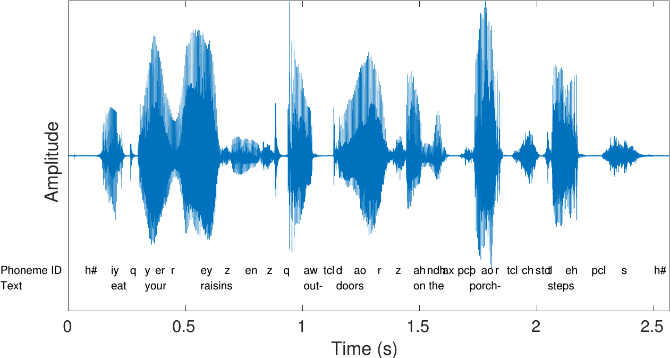 Amplitude
Phoneme ID h# iy q y er r ey z en z q aw tcl d ao r z ah n dh ax pcl p ao r tcl ch s tcl t eh pcl s h#
Text eat your raisins out- doors on the porch- steps
0 0.5 1 1.5 2 2.5
Time (s)